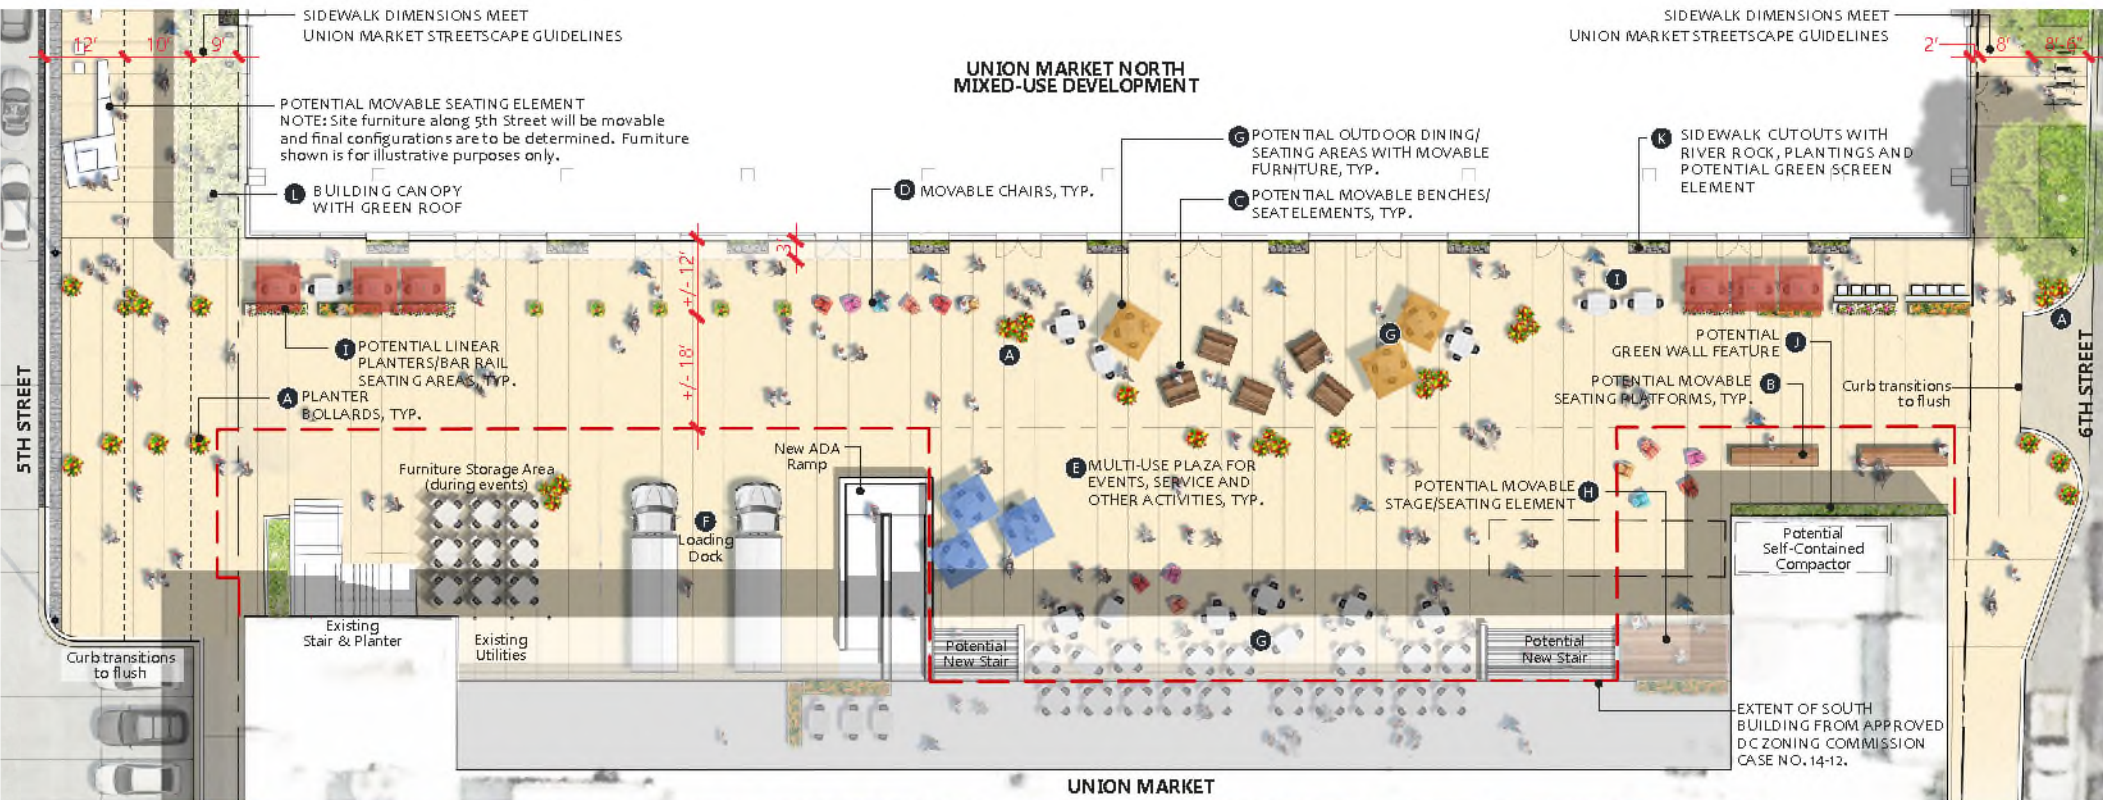 SIDEWALK DIMENSIONS MEET
UNION MARKET STREETSCAPE GUIDELINES
12'
10'
9'
POTENTIAL MOVABLE SEATING ELEMENT
NOTE: Site furniture along 5th Street will be movable
and final configurations are to be determined. Furniture
shown is for illustrative purposes only.
L BUILDING CANOPY
WITH GREEN ROOF
UNION MARKET NORTH
MIXED-USE DEVELOPMENT
D MOVABLE CHAIRS, TYP.
G POTENTIAL OUTDOOR DINING/
SEATING AREAS WITH MOVABLE
FURNITURE, TYP.
C POTENTIAL MOVABLE BENCHES/
SEAT ELEMENTS, TYP.
SIDEWALK DIMENSIONS MEET
UNION MARKET STREETSCAPE GUIDELINES
2'
8'
8'-6"
K SIDEWALK CUTOUTS WITH
RIVER ROCK, PLANTINGS AND
POTENTIAL GREEN SCREEN
ELEMENT
+/- 12'
3'
+/- 18'
I POTENTIAL LINEAR
PLANTERS/BAR RAIL
SEATING AREAS, TYP.
A PLANTER
BOLLARDS, TYP.
A
G
I
A
POTENTIAL
GREEN WALL FEATURE J
POTENTIAL MOVABLE
SEATING PLATFORMS, TYP. B
Curb transitions
to flush
5TH STREET
6TH STREET
Furniture Storage Area
(during events)
New ADA
Ramp
F
Loading
Dock
E MULTI-USE PLAZA FOR
EVENTS, SERVICE AND
OTHER ACTIVITIES, TYP.
POTENTIAL MOVABLE
STAGE/SEATING ELEMENT H
Potential
Self-Contained
Compactor
Existing
Stair & Planter
Existing
Utilities
Potential
New Stair
G
Potential
New Stair
Curb transitions
to flush
EXTENT OF SOUTH
BUILDING FROM APPROVED
DC ZONING COMMISSION
CASE NO. 14-12.
UNION MARKET